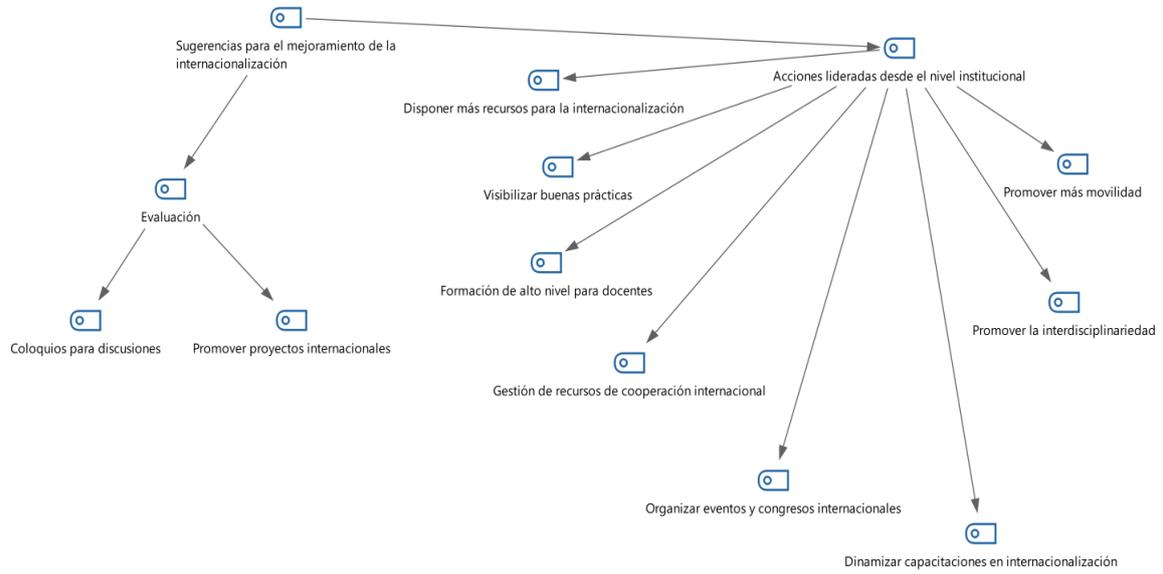 Sugerencias para el mejoramiento de la
internacionalización
Acciones lideradas desde el nivel institucional
Disponer más recursos para la internacionalización
Visibilizar buenas prácticas
Promover más movilidad
Evaluación
Formación de alto nivel para docentes
Promover la interdisciplinariedad
Coloquios para discusiones
Promover proyectos internacionales
Gestión de recursos de cooperación internacional
Organizar eventos y congresos internacionales
Dinamizar capacitaciones en internacionalización